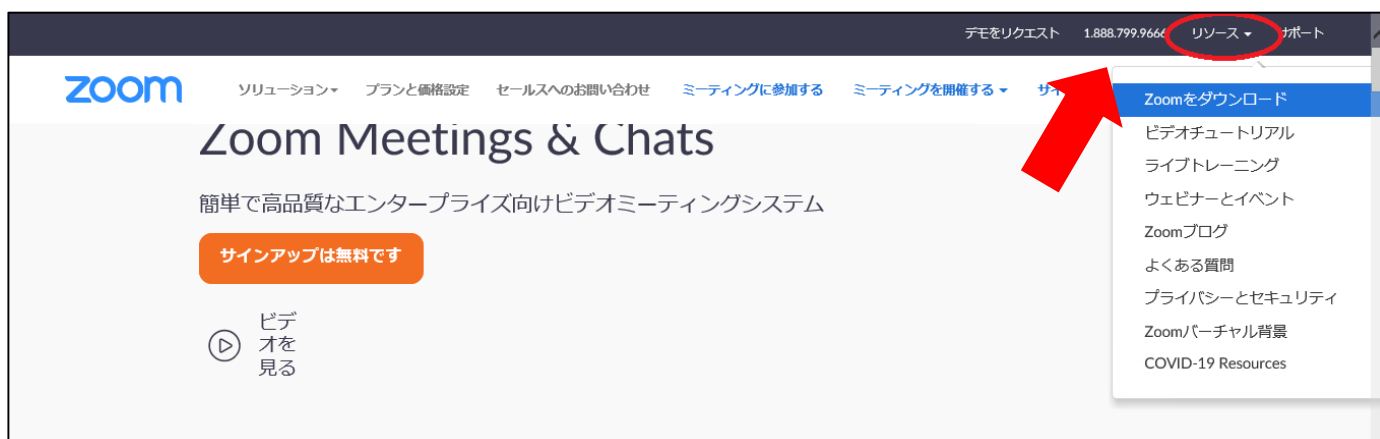 デモをリクエスト 1.888.799.966 リソース サポート
zoom ソリューション プランと価格設定 セールスへのお問い合わせ ミーティングに参加する ミーティングを開催する サイ
Zoom Meetings & Chats
簡単で高品質なエンタープライズ向けビデオミーティングシステム
サインアップは無料です
ビデ
オを
見る
Zoomをダウンロード
ビデオチュートリアル
ライブトレーニング
ウェビナーとイベント
Zoomブログ
よくある質問
プライバシーとセキュリティ
Zoomバーチャル背景
COVID-19 Resources